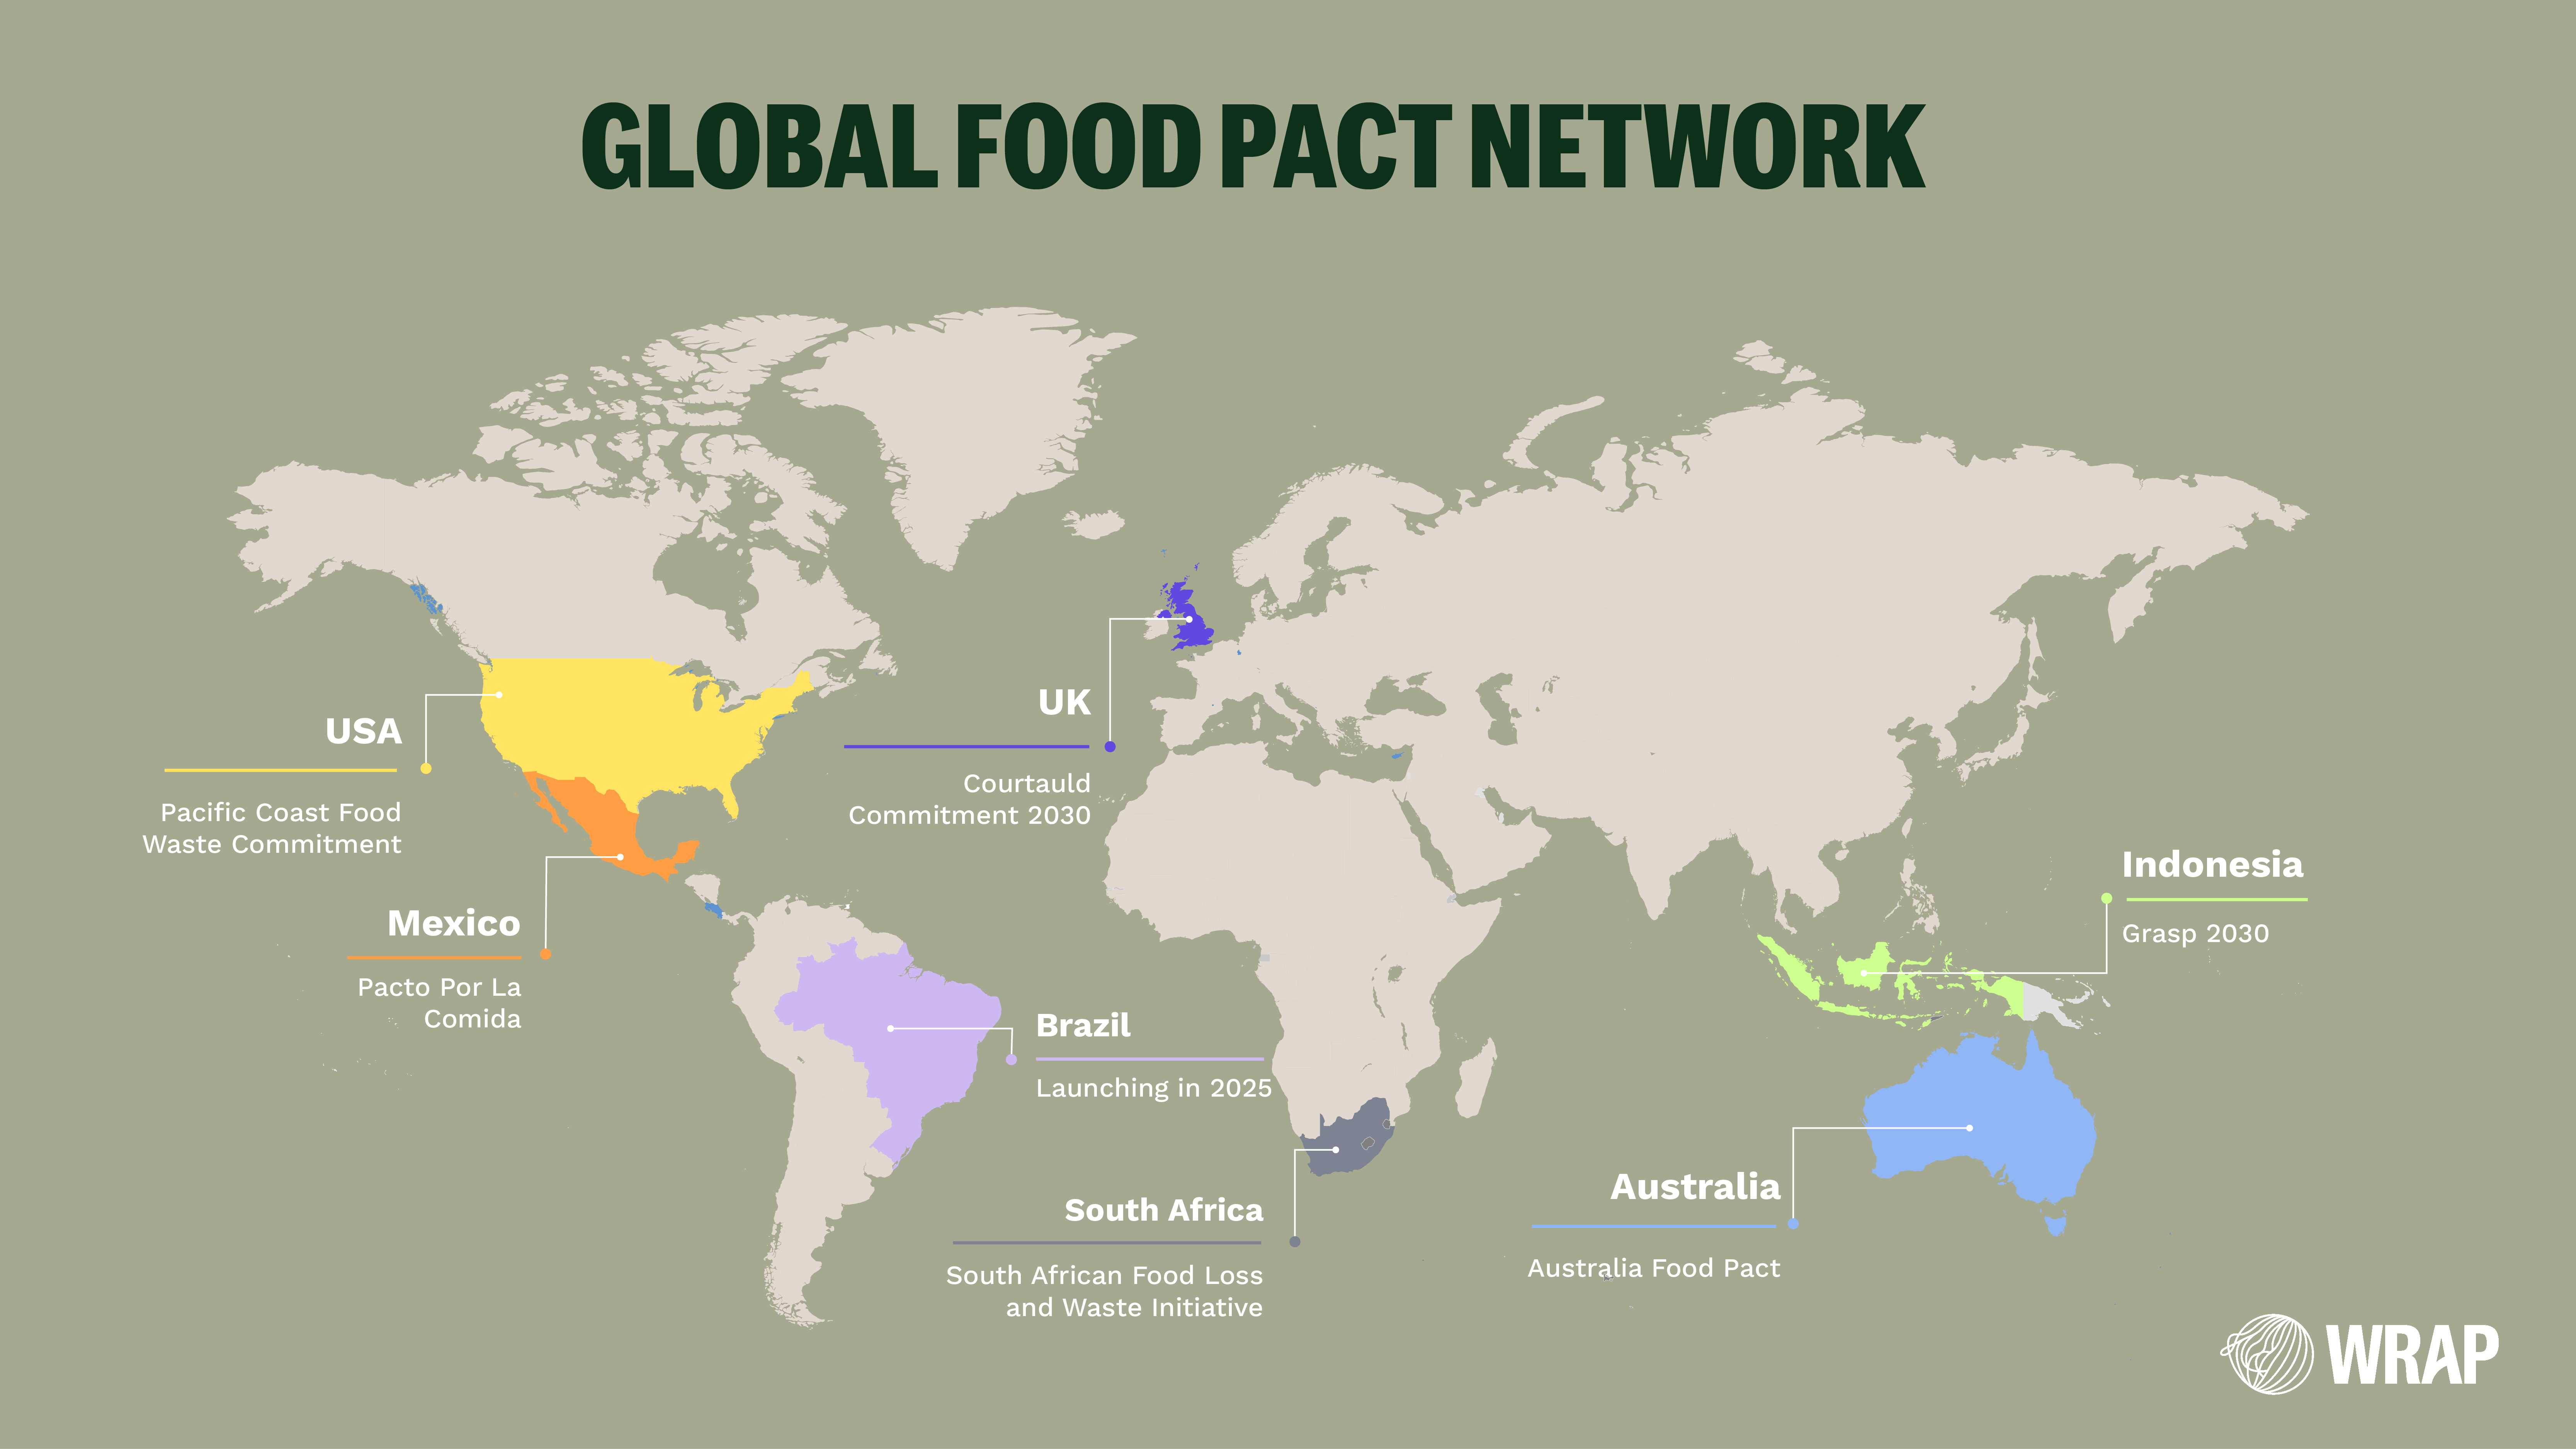 GLOBAL FOOD PACT NETWORK
USA
Pacific Coast Food
Waste Commitment
Mexico
Pacto Por La
Comida
UK
Courtauld
Commitment 2030
Brazil
Launching in 2025
South Africa
South African Food Loss
and Waste Initiative
Indonesia
Grasp 2030
Australia
Australia Food Pact
WRAP